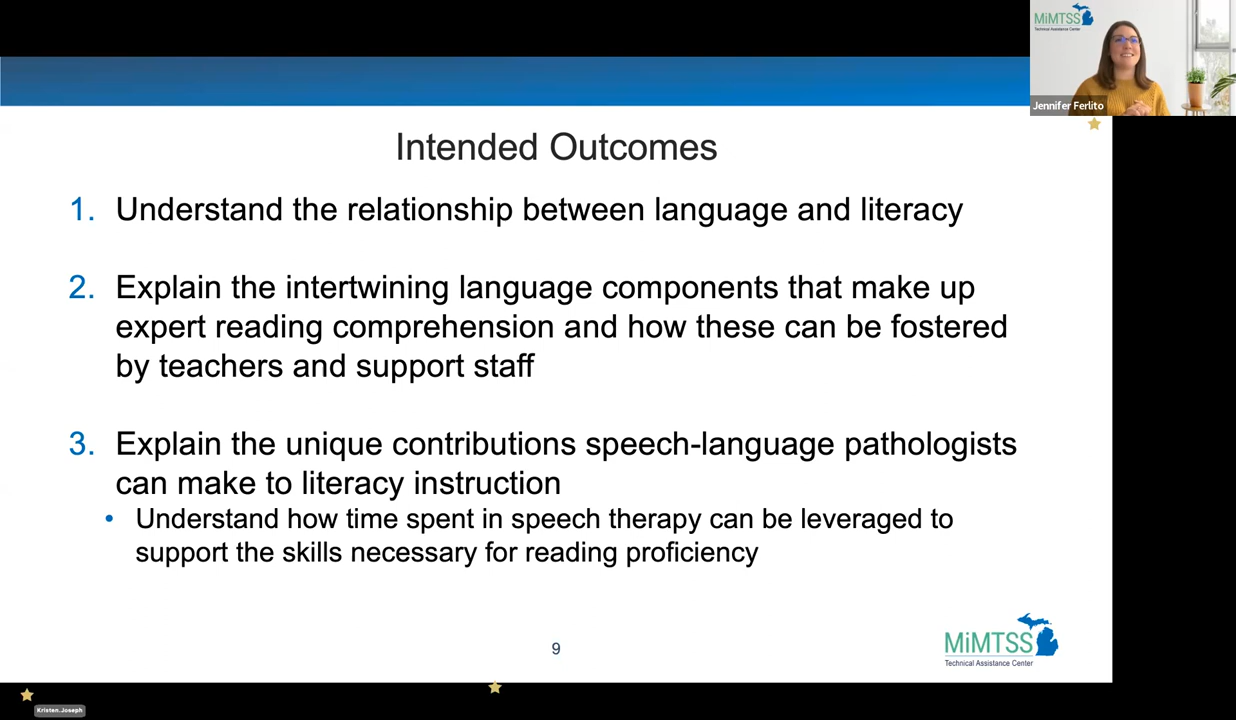 MiMTSS
Technical Assistance Center
Jennifer Ferlito
Intended Outcomes
1. Understand the relationship between language and literacy
2. Explain the intertwining language components that make up
expert reading comprehension and how these can be fostered
by teachers and support staff
3. Explain the unique contributions speech-language pathologists
can make to literacy instruction
• Understand how time spent in speech therapy can be leveraged to
support the skills necessary for reading proficiency
9
MiMTSS
Technical Assistance Center
Kristen.Joseph